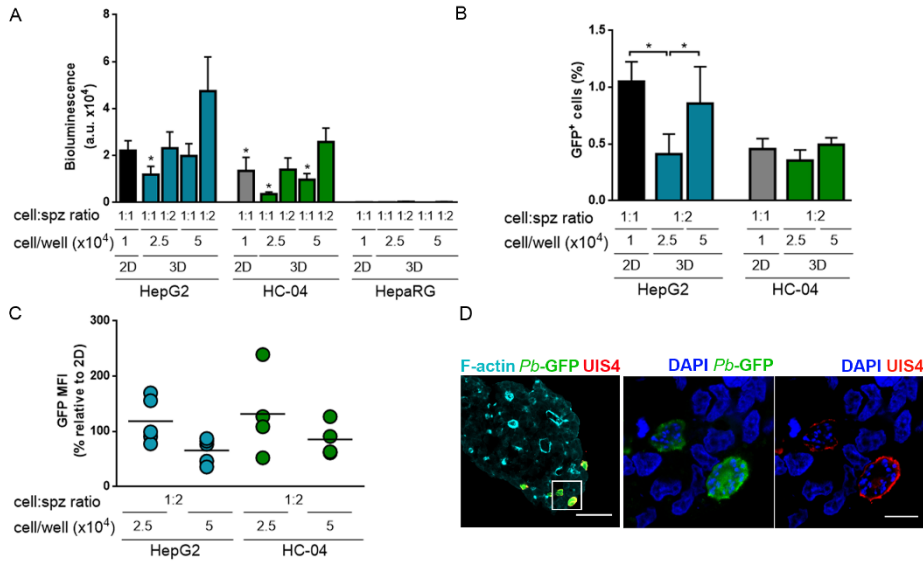 A
Bioluminescence
(a.u. x10⁴)
8
6
4
2
0
* * * *
cell:spz ratio 1:1 1:1 1:2 1:1 1:2 1:1 1:1 1:2 1:1 1:2 1:1 1:1 1:2 1:1 1:2
cell/well (x10⁴) 1 2.5 5 1 2.5 5 1 2.5 5
2D 3D 2D 3D 2D 3D
HepG2 HC-04 HepaRG
B
GFP⁺ cells (%)
1.5
1.0
0.5
0.0
* *
cell:spz ratio
1:1 1:2 1:1 1:2
cell/well (x10⁴) 1 2.5 5 1 2.5 5
2D 3D 2D 3D
HepG2 HC-04
C
GFP MFI
(% relative to 2D)
300
200
100
0
cell:spz ratio 1:2 1:2
cell/well (x10⁴) 2.5 5 2.5 5
HepG2 HC-04
D
F-actin Pb-GFP UIS4
DAPI Pb-GFP
DAPI UIS4